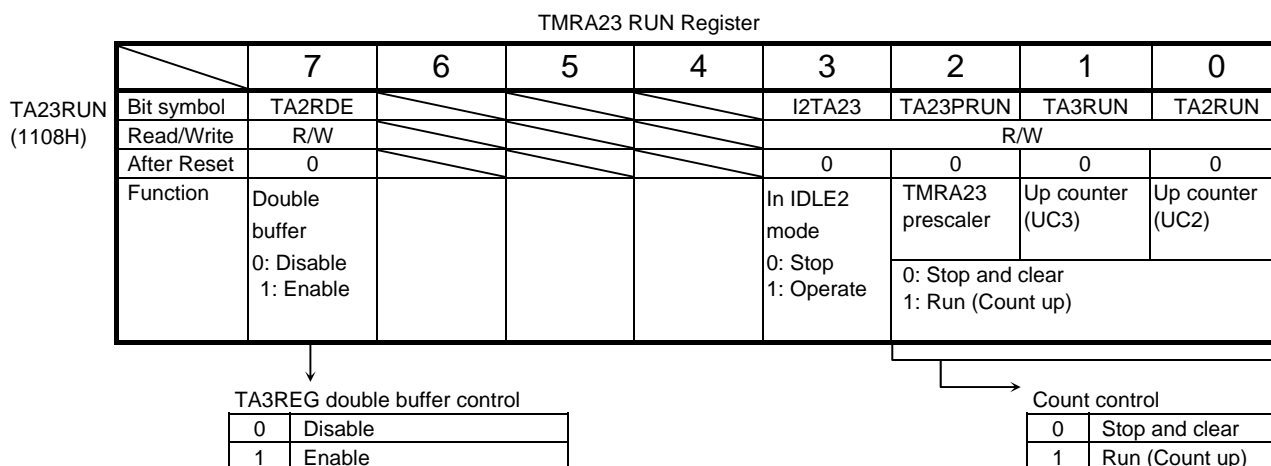 TMRA23 RUN Register
7 6 5 4 3 2 1 0
TA23RUN
(1108H)
Bit symbol TA2RDE I2TA23 TA23PRUN TA3RUN TA2RUN
Read/Write R/W R/W
After Reset 0 0 0 0 0
Function
Double
buffer
0: Disable
1: Enable
In IDLE2
mode
0: Stop
1: Operate
TMRA23
prescaler
Up counter
(UC3)
Up counter
(UC2)
0: Stop and clear
1: Run (Count up)
TA3REG double buffer control
0 Disable
1 Enable
Count control
0 Stop and clear
1 Run (Count up)